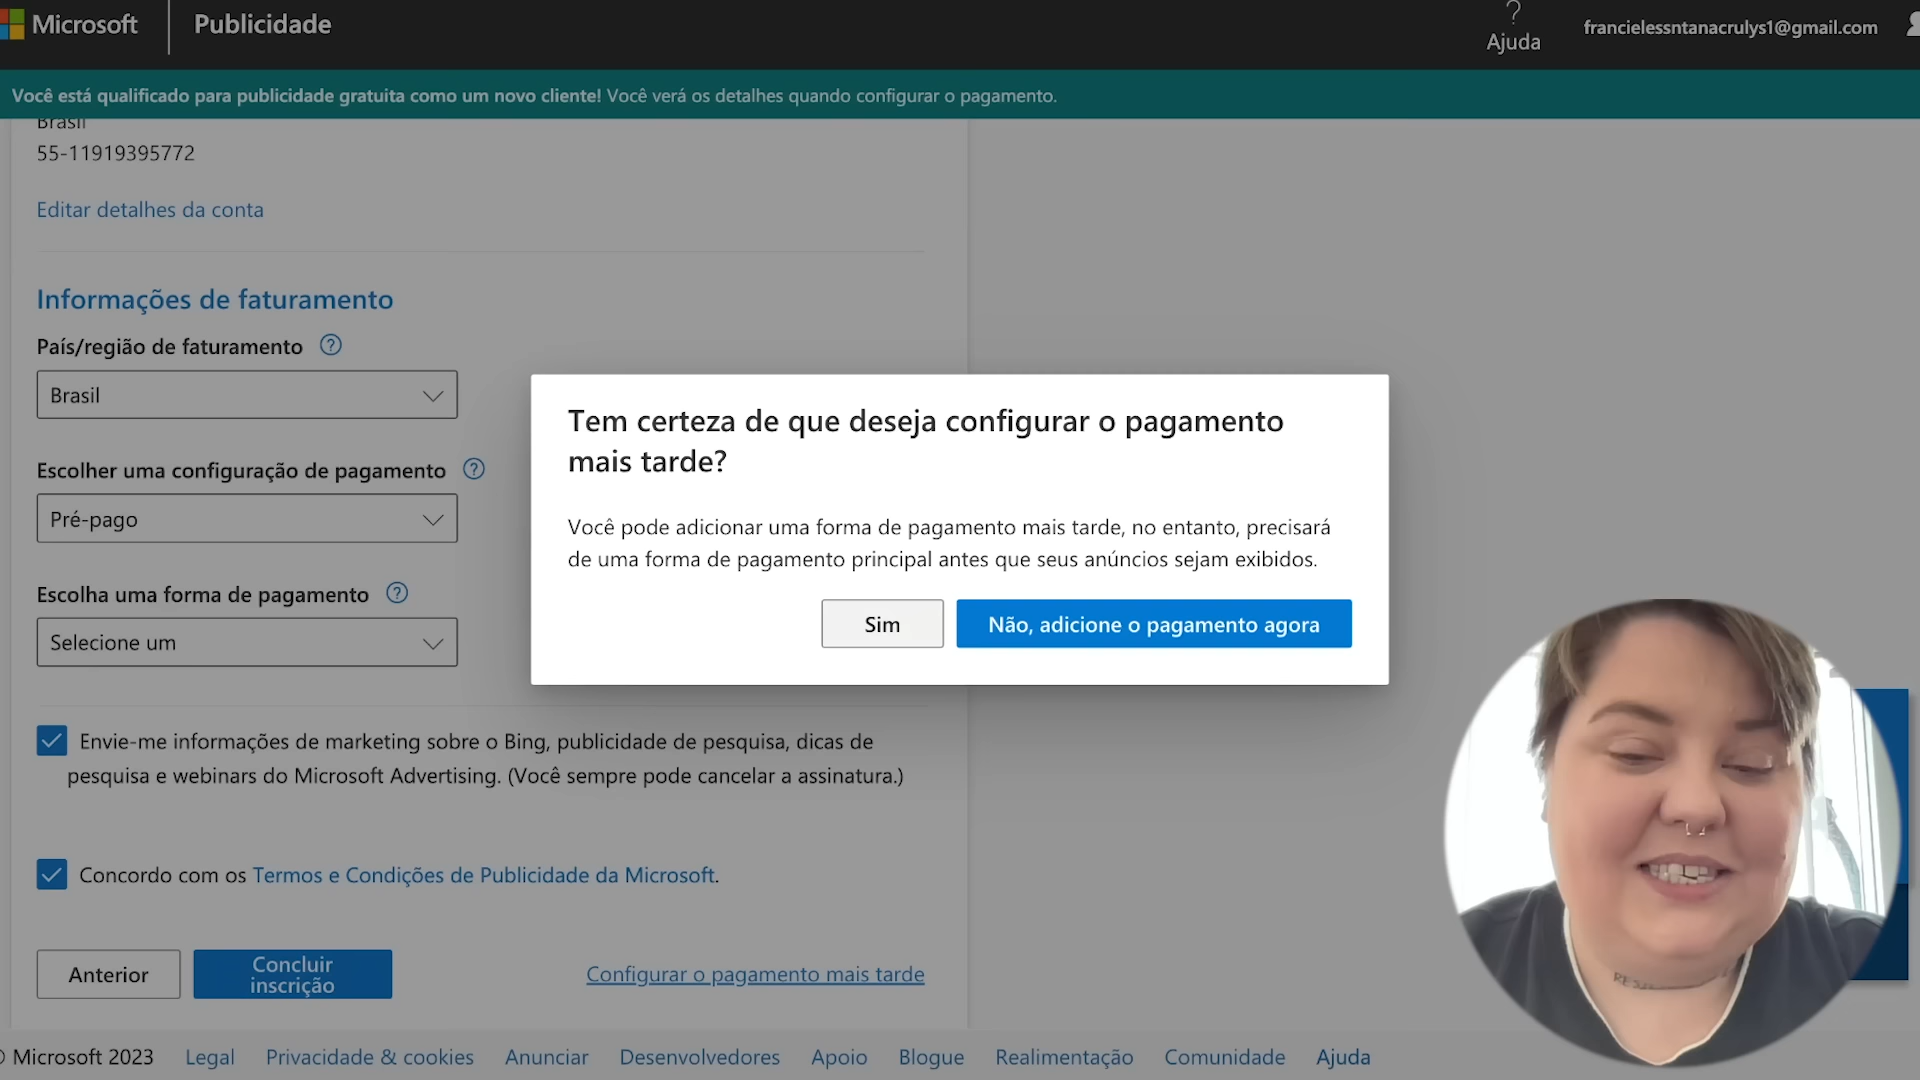 Microsoft
Publicidade
?
Ajuda
francielessntanacrulys1@gmail.com
Você está qualificado para publicidade gratuita como um novo cliente! Você verá os detalhes quando configurar o pagamento.
Brasil
55-11919395772
Editar detalhes da conta
Informações de faturamento
País/região de faturamento ?
Brasil
Escolher uma configuração de pagamento ?
Pré-pago
Escolha uma forma de pagamento ?
Selecione um
Tem certeza de que deseja configurar o pagamento
mais tarde?
Você pode adicionar uma forma de pagamento mais tarde, no entanto, precisará
de uma forma de pagamento principal antes que seus anúncios sejam exibidos.
Sim
Não, adicione o pagamento agora
Envie-me informações de marketing sobre o Bing, publicidade de pesquisa, dicas de
pesquisa e webinars do Microsoft Advertising. (Você sempre pode cancelar a assinatura.)
Concordo com os Termos e Condições de Publicidade da Microsoft.
Anterior
Concluir
inscrição
Configurar o pagamento mais tarde
© Microsoft 2023 Legal Privacidade & cookies Anunciar Desenvolvedores Apoio Blogue Realimentação Comunidade Ajuda